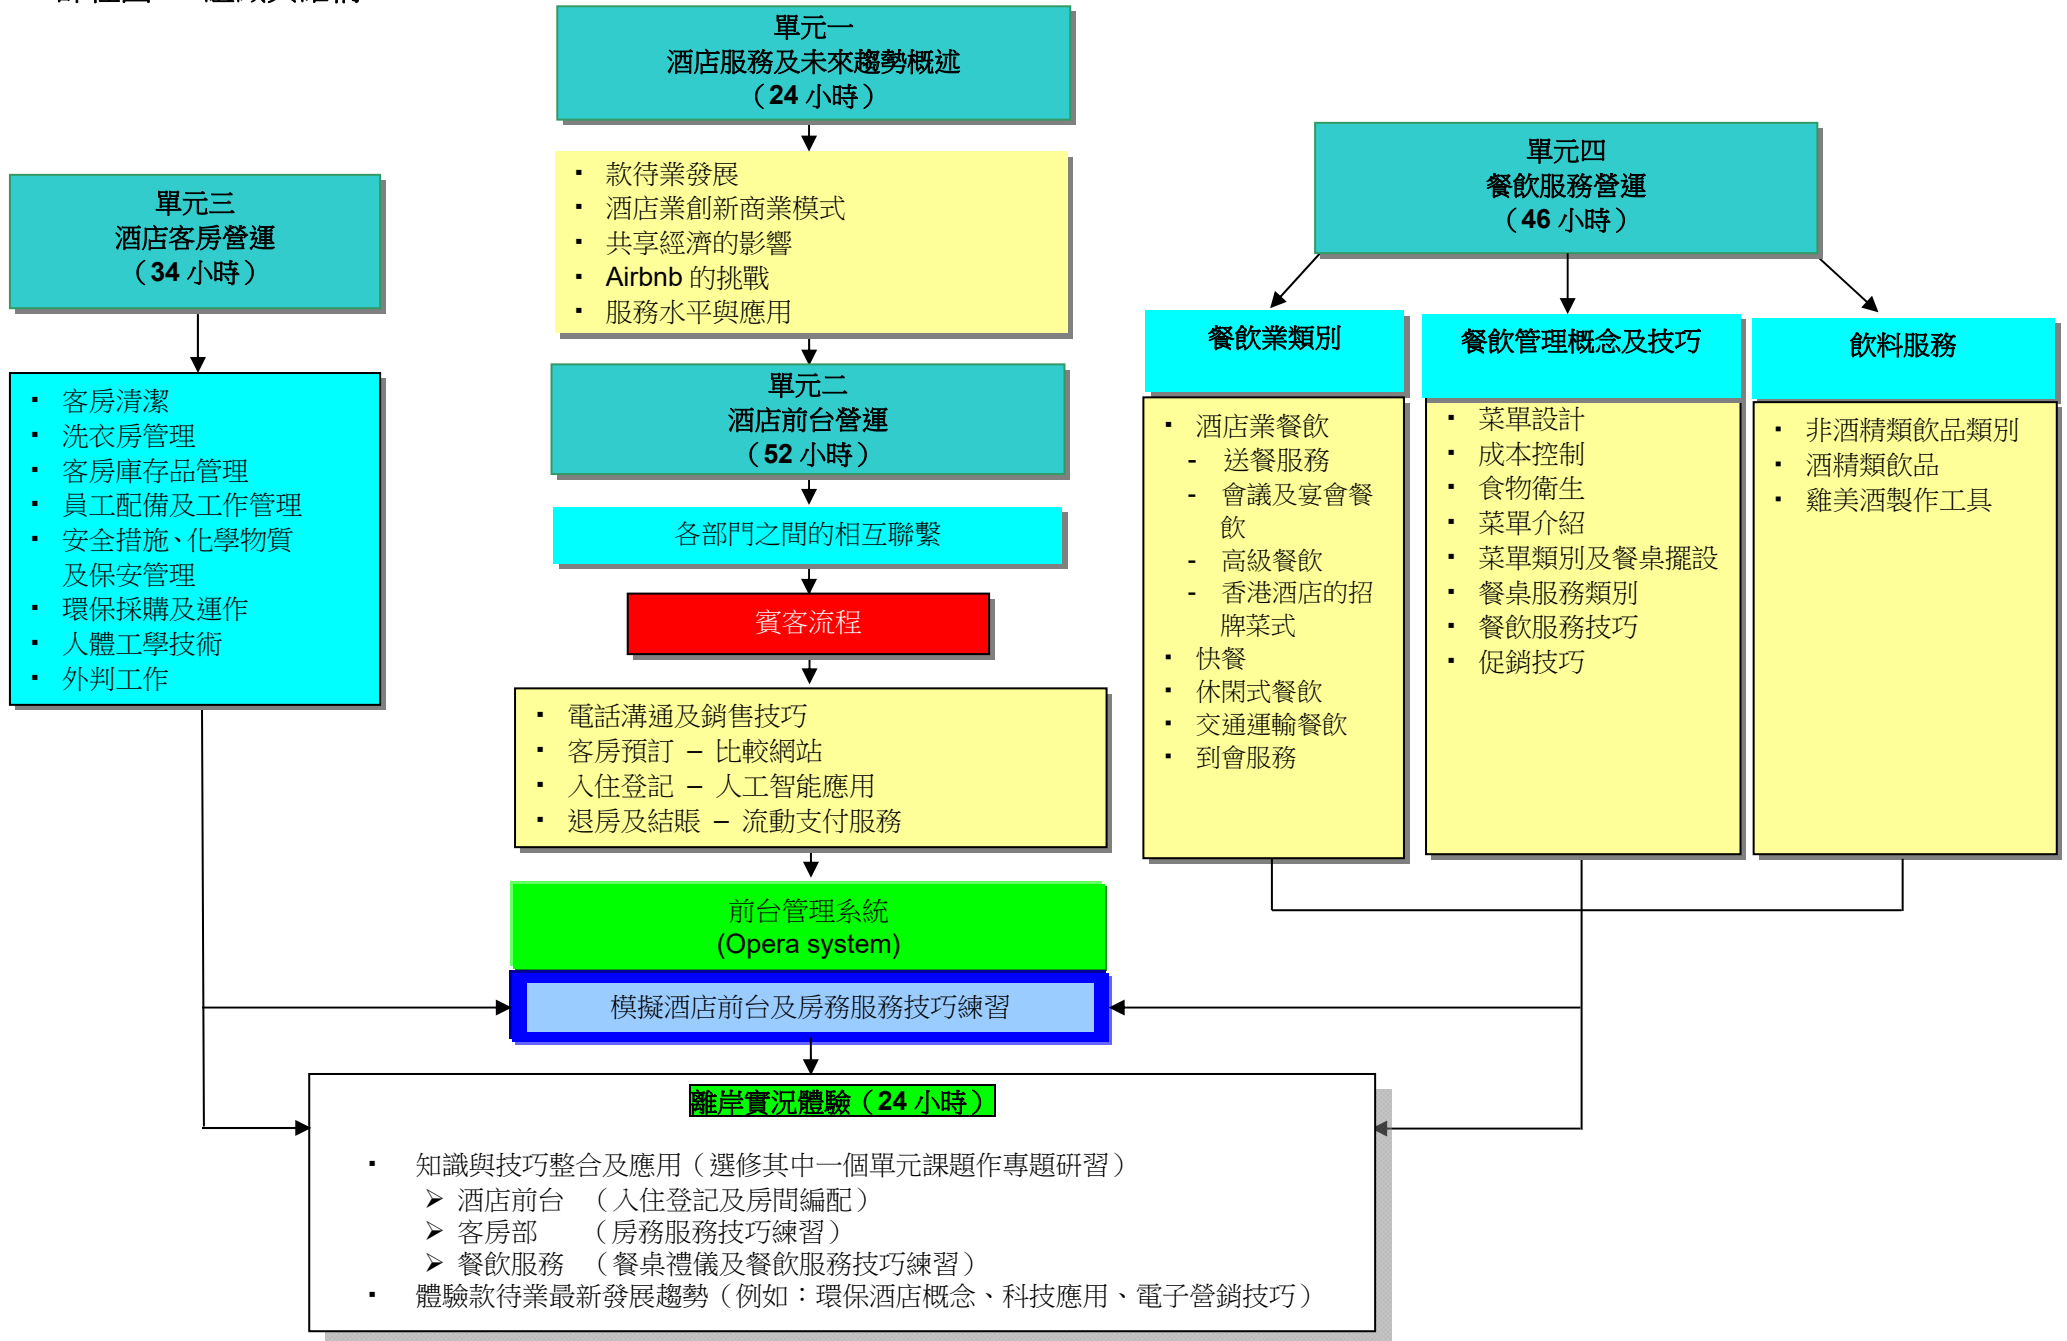 單元一
酒店服務及未來趨勢概述
（24 小時）
▪ 款待業發展
▪ 酒店業創新商業模式
▪ 共享經濟的影響
▪ Airbnb 的挑戰
▪ 服務水平與應用
單元二
酒店前台營運
（52 小時）
各部門之間的相互聯繫
賓客流程
▪ 電話溝通及銷售技巧
▪ 客房預訂 – 比較網站
▪ 入住登記 – 人工智能應用
▪ 退房及結賬 – 流動支付服務
前台管理系統
(Opera system)
模擬酒店前台及房務服務技巧練習
單元三
酒店客房營運
（34 小時）
▪ 客房清潔
▪ 洗衣房管理
▪ 客房庫存品管理
▪ 員工配備及工作管理
▪ 安全措施、化學物質
及保安管理
▪ 環保採購及運作
▪ 人體工學技術
▪ 外判工作
單元四
餐飲服務營運
（46 小時）
餐飲業類別
▪ 酒店業餐飲
- 送餐服務
- 會議及宴會餐
飲
- 高級餐飲
- 香港酒店的招
牌菜式
▪ 快餐
▪ 休閑式餐飲
▪ 交通運輸餐飲
▪ 到會服務
餐飲管理概念及技巧
▪ 菜單設計
▪ 成本控制
▪ 食物衛生
▪ 菜單介紹
▪ 菜單類別及餐桌擺設
▪ 餐桌服務類別
▪ 餐飲服務技巧
▪ 促銷技巧
飲料服務
▪ 非酒精類飲品類別
▪ 酒精類飲品
▪ 雞美酒製作工具
離岸實況體驗（24 小時）
▪ 知識與技巧整合及應用（選修其中一個單元課題作專題研習）
➢ 酒店前台 （入住登記及房間編配）
➢ 客房部 （房務服務技巧練習）
➢ 餐飲服務 （餐桌禮儀及餐飲服務技巧練習）
▪ 體驗款待業最新發展趨勢（例如：環保酒店概念、科技應用、電子營銷技巧）